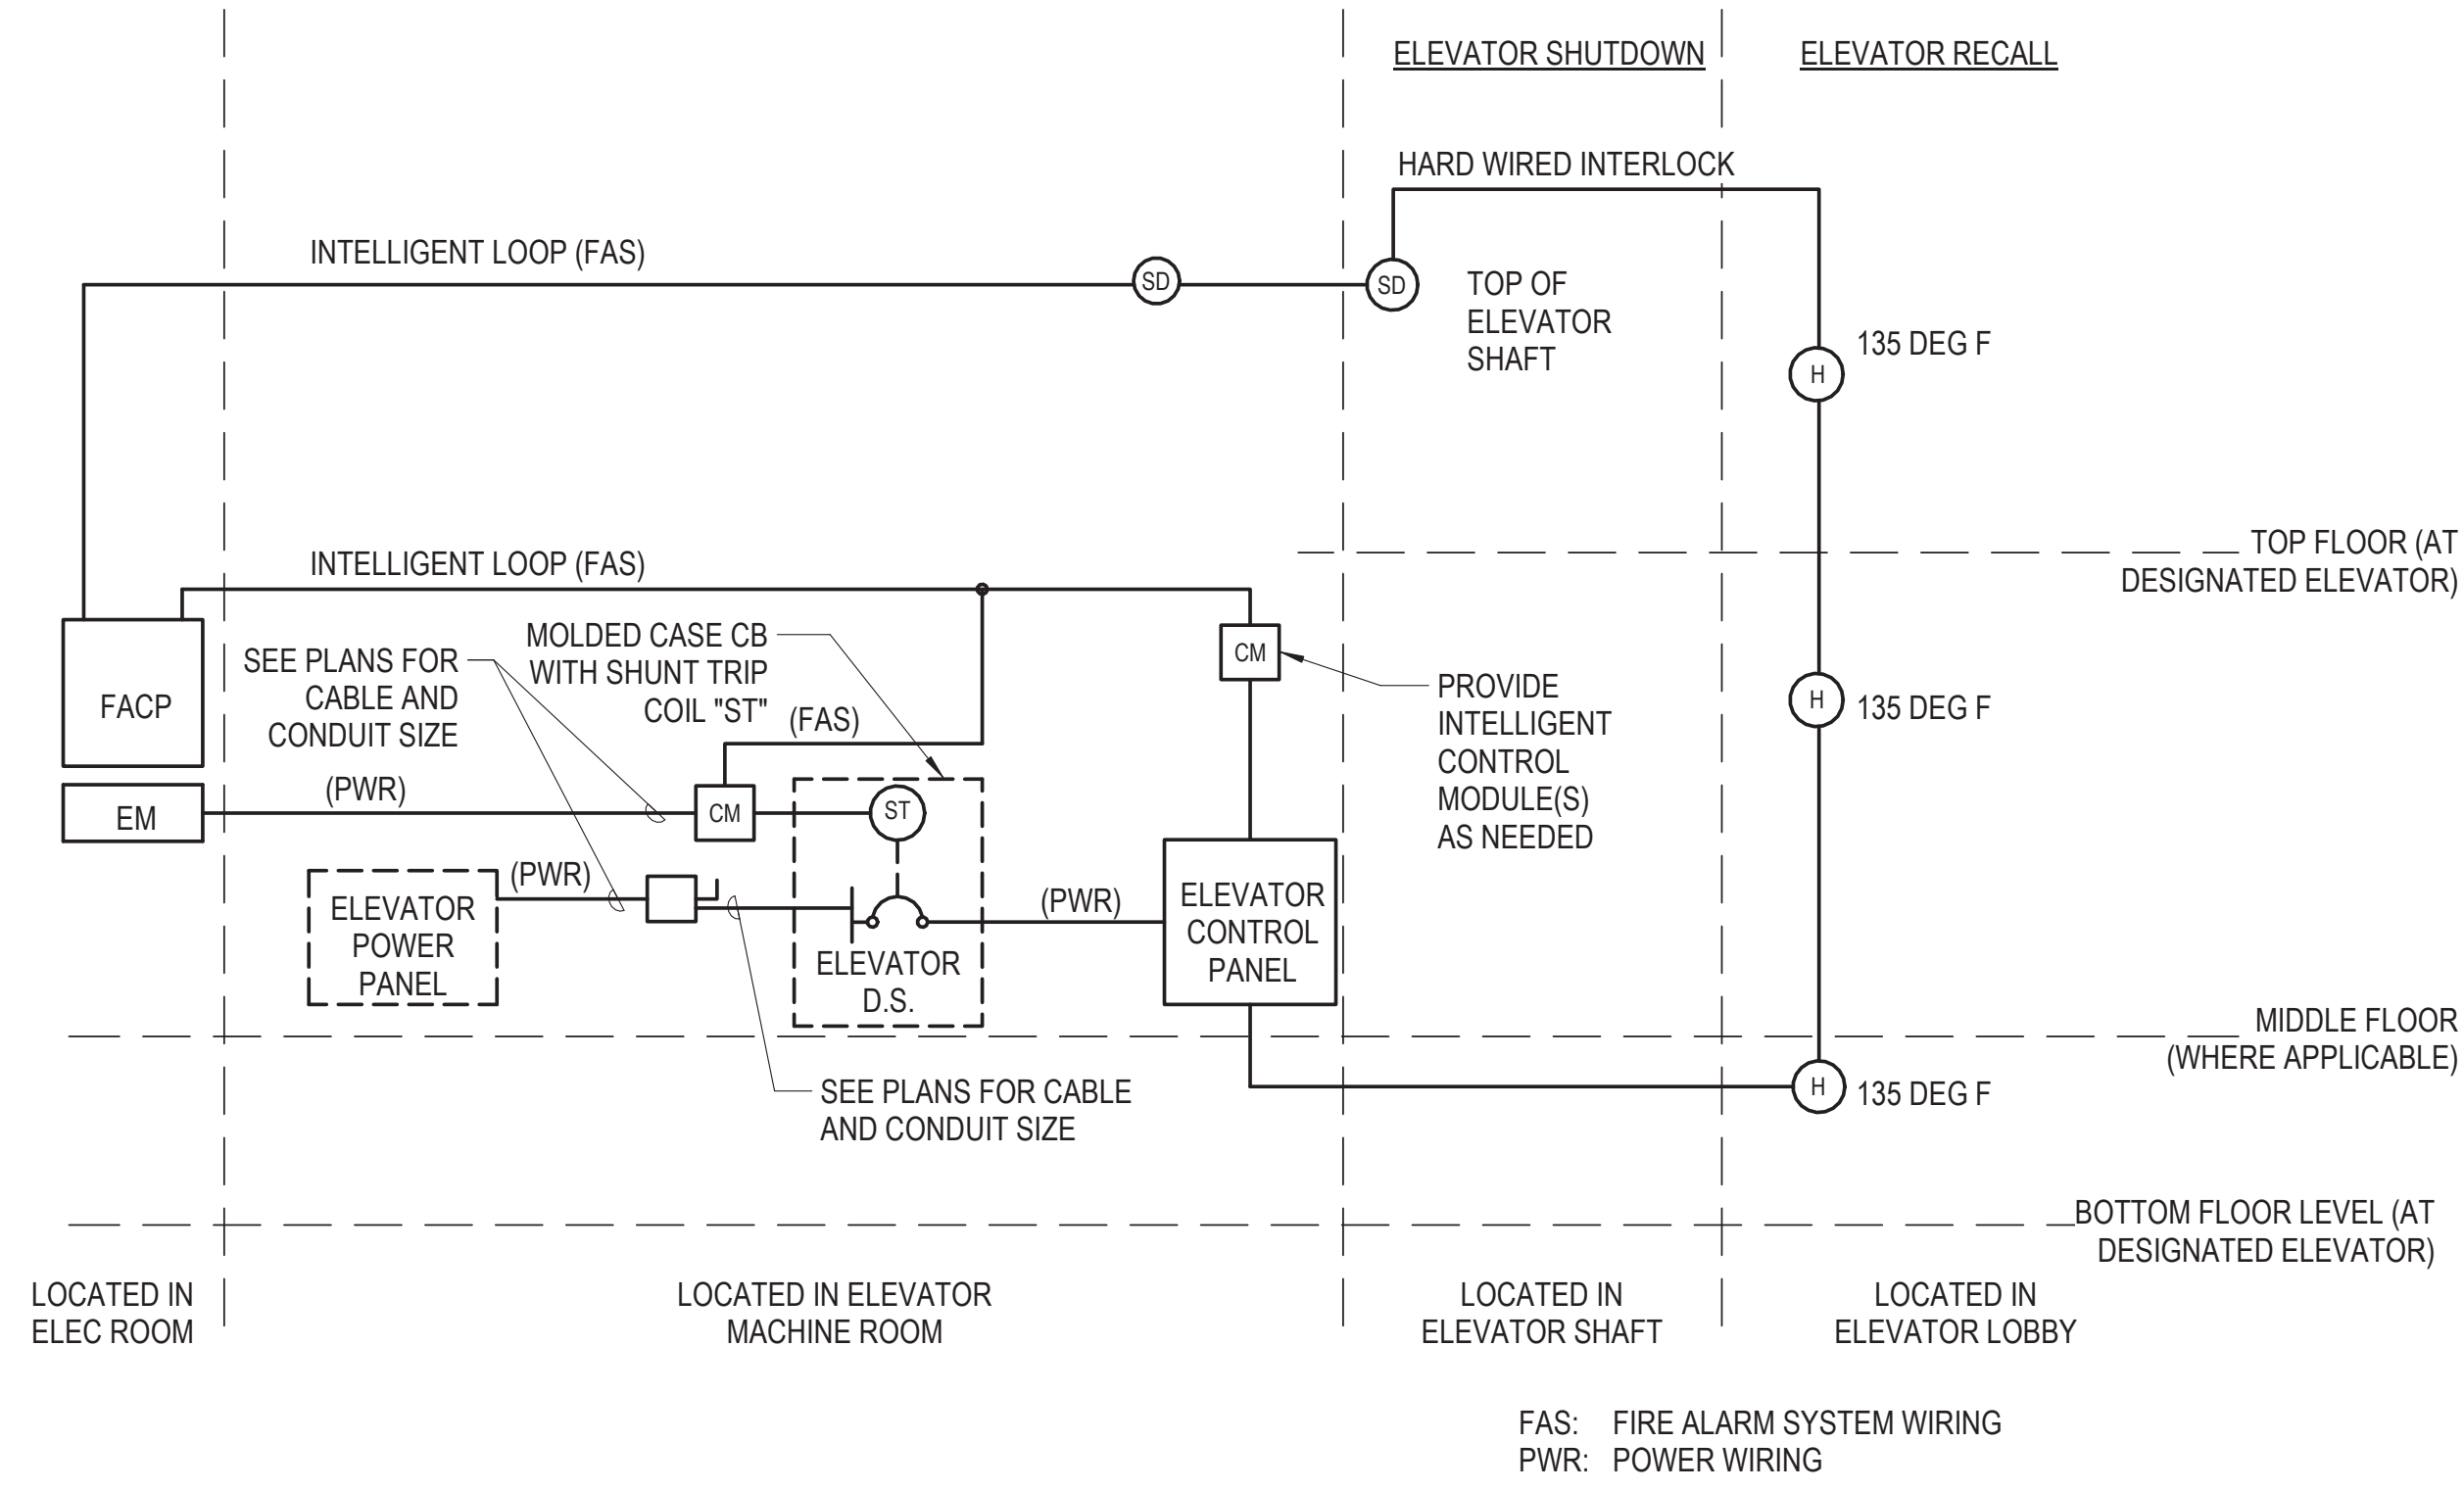 ELEVATOR SHUTDOWN
ELEVATOR RECALL
HARD WIRED INTERLOCK
INTELLIGENT LOOP (FAS)
SD
SD
TOP OF
ELEVATOR
SHAFT
135 DEG F
H
TOP FLOOR (AT
DESIGNATED ELEVATOR)
INTELLIGENT LOOP (FAS)
MOLDED CASE CB
WITH SHUNT TRIP
COIL "ST"
SEE PLANS FOR
CABLE AND
CONDUIT SIZE
CM
PROVIDE
INTELLIGENT
CONTROL
MODULE(S)
AS NEEDED
H
135 DEG F
FACP
(FAS)
(PWR)
EM
CM
ST
(PWR)
ELEVATOR
POWER
PANEL
(PWR)
ELEVATOR
CONTROL
PANEL
ELEVATOR
D.S.
MIDDLE FLOOR
(WHERE APPLICABLE)
SEE PLANS FOR CABLE
AND CONDUIT SIZE
H
135 DEG F
BOTTOM FLOOR LEVEL (AT
DESIGNATED ELEVATOR)
LOCATED IN
ELEC ROOM
LOCATED IN ELEVATOR
MACHINE ROOM
LOCATED IN
ELEVATOR SHAFT
LOCATED IN
ELEVATOR LOBBY
FAS: FIRE ALARM SYSTEM WIRING
PWR: POWER WIRING